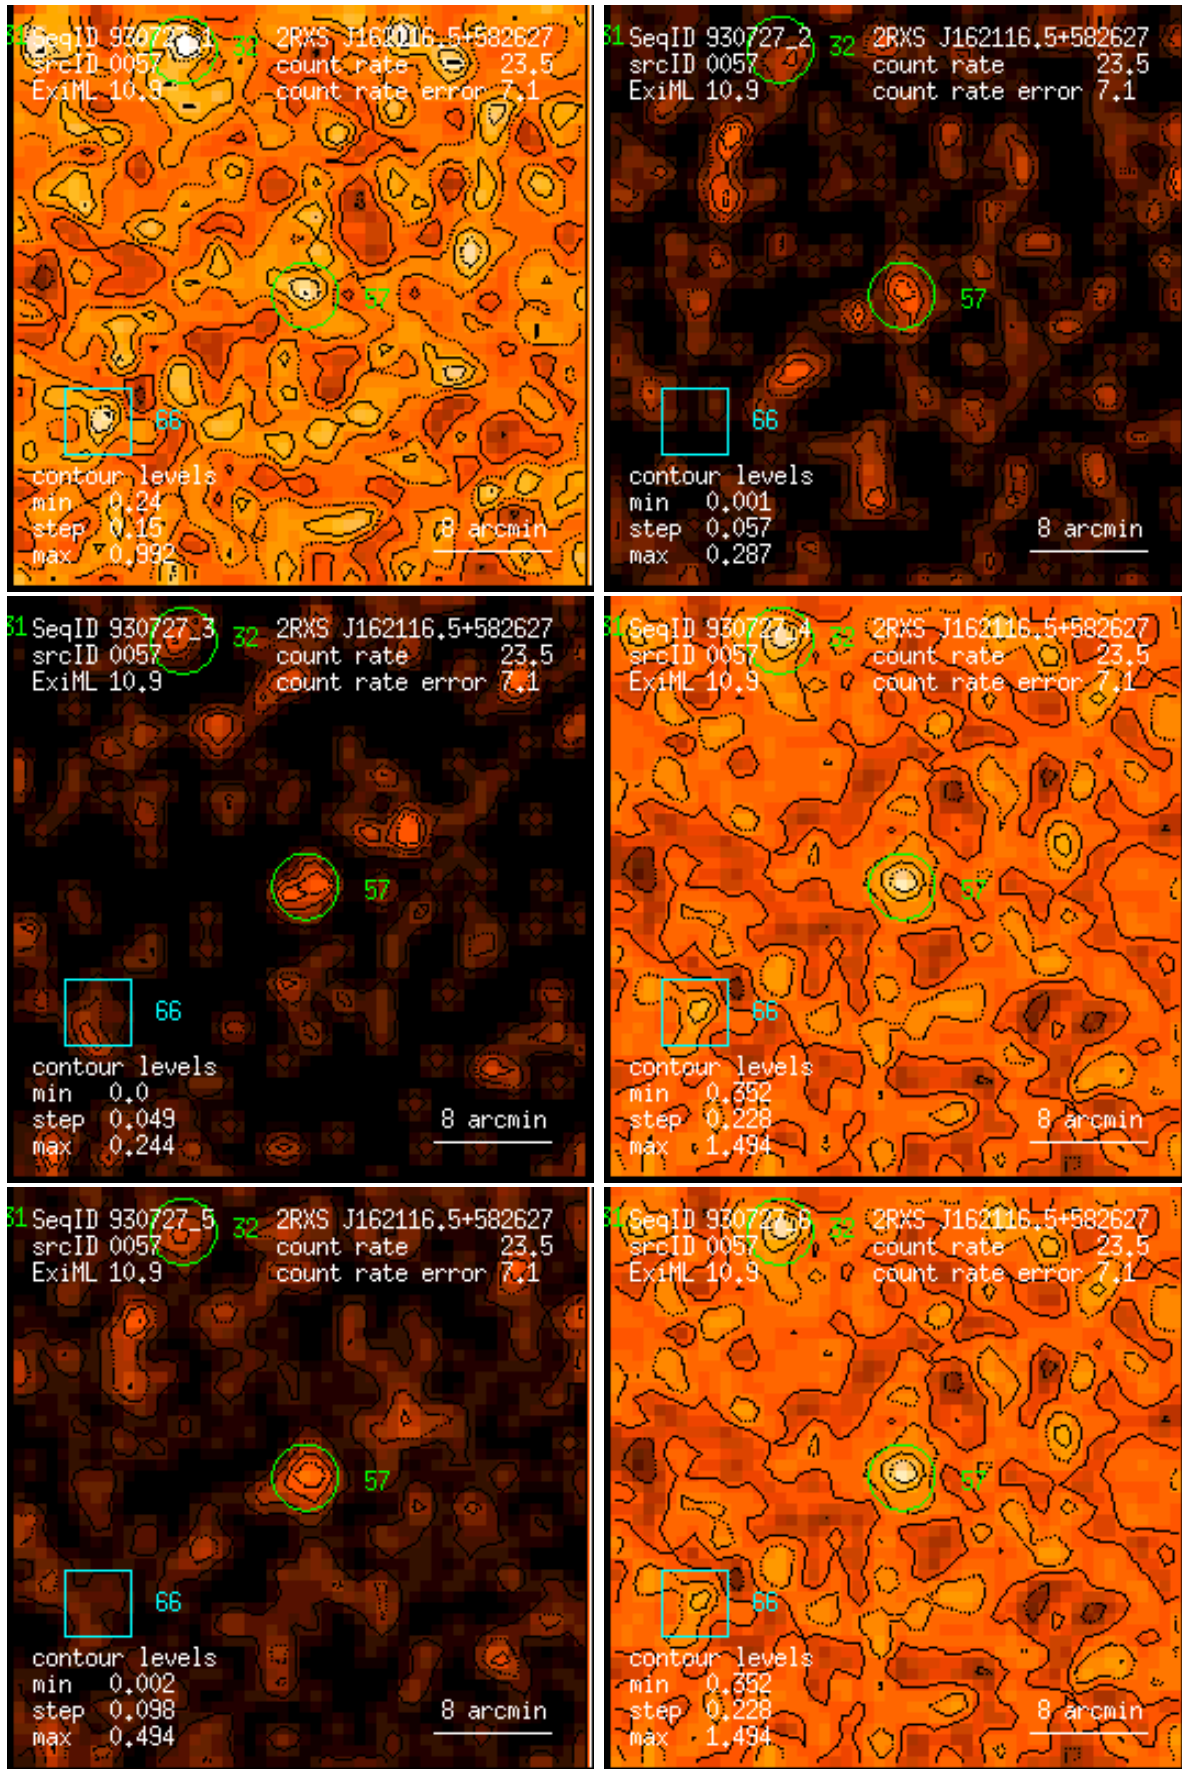 31 SeqID 930727_1 32 2RXS J162116.5+582627
srcID 0057 count rate 23.5
ExiML 10.9 count rate error 7.1
57
66
contour levels
min 0.24
step 0.15 8 arcmin
max 0.992
31 SeqID 930727_2 32 2RXS J162116.5+582627
srcID 0057 count rate 23.5
ExiML 10.9 count rate error 7.1
57
66
contour levels
min 0.001
step 0.057 8 arcmin
max 0.287
31 SeqID 930727_3 32 2RXS J162116.5+582627
srcID 0057 count rate 23.5
ExiML 10.9 count rate error 7.1
57
66
contour levels
min 0.0
step 0.049 8 arcmin
max 0.244
31 SeqID 930727_4 32 2RXS J162116.5+582627
srcID 0057 count rate 23.5
ExiML 10.9 count rate error 7.1
57
66
contour levels
min 0.352
step 0.228 8 arcmin
max 1.494
31 SeqID 930727_5 32 2RXS J162116.5+582627
srcID 0057 count rate 23.5
ExiML 10.9 count rate error 7.1
57
66
contour levels
min 0.002
step 0.098 8 arcmin
max 0.494
31 SeqID 930727_6 32 2RXS J162116.5+582627
srcID 0057 count rate 23.5
ExiML 10.9 count rate error 7.1
57
66
contour levels
min 0.352
step 0.228 8 arcmin
max 1.494